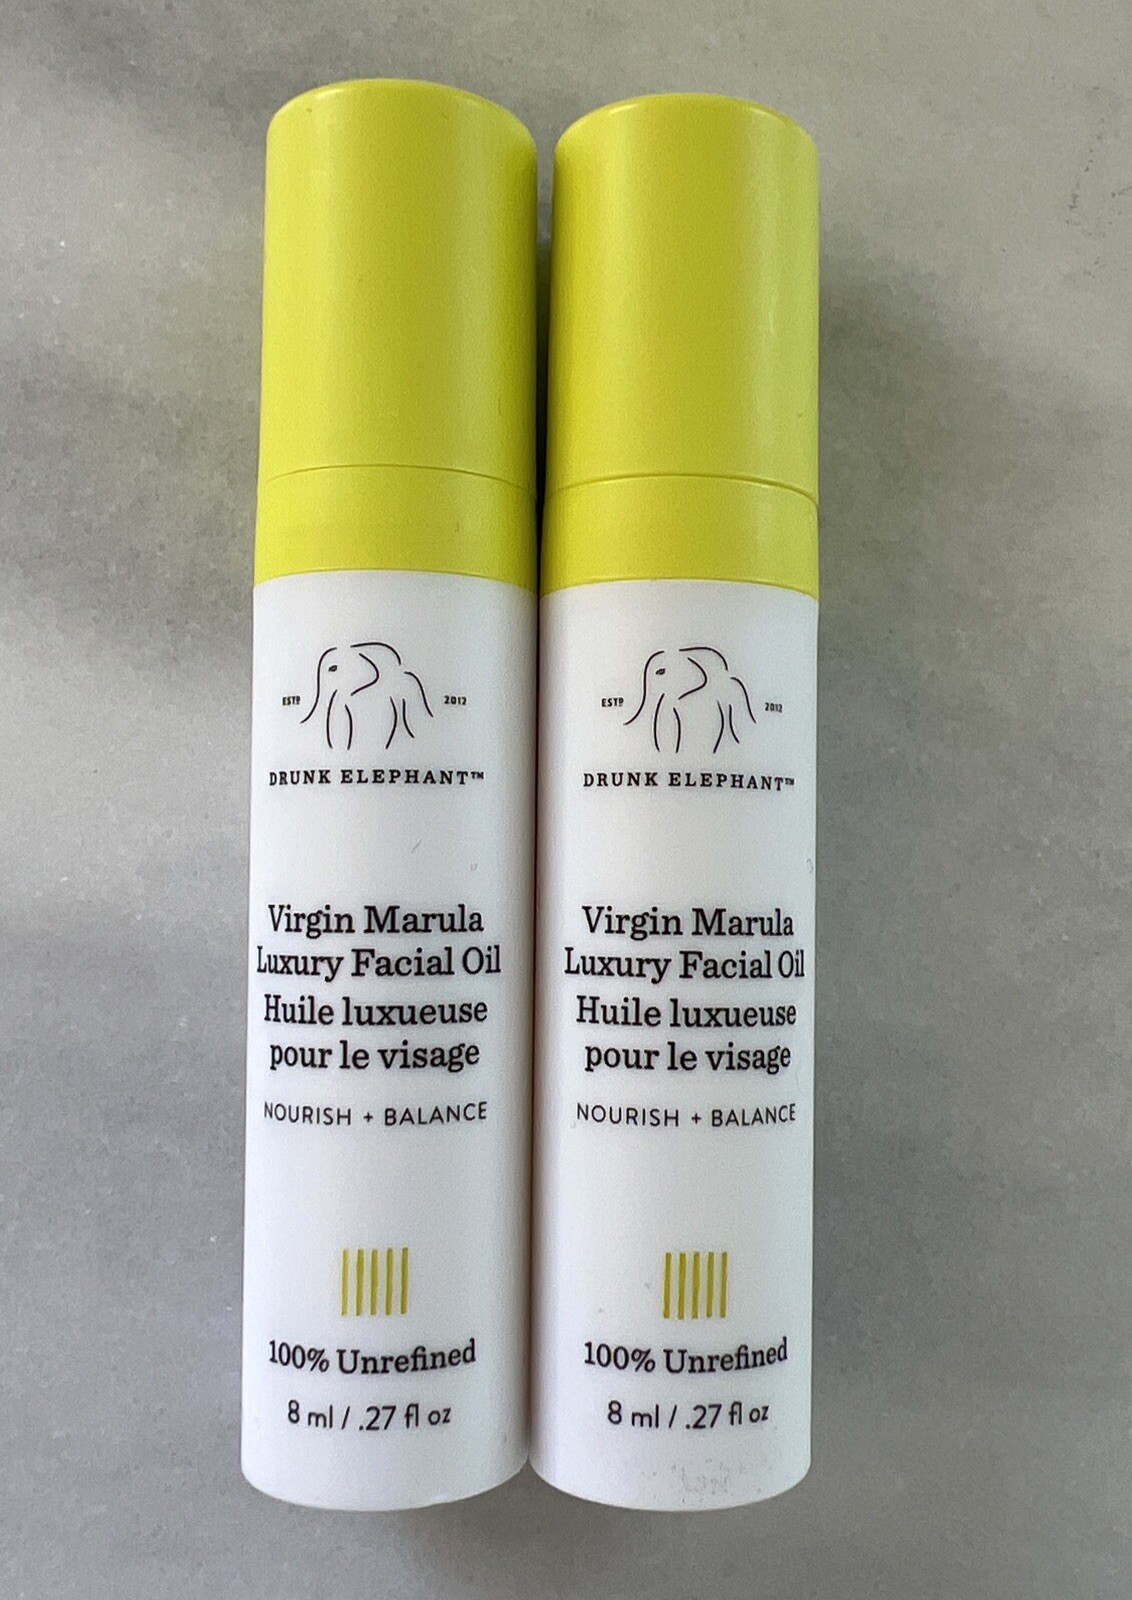 ESTD 2012
DRUNK ELEPHANT™
Virgin Marula
Luxury Facial Oil
Huile luxueuse
pour le visage
NOURISH + BALANCE
100% Unrefined
8 ml / .27 fl oz
ESTD 2012
DRUNK ELEPHANT™
Virgin Marula
Luxury Facial Oil
Huile luxueuse
pour le visage
NOURISH + BALANCE
100% Unrefined
8 ml / .27 fl oz